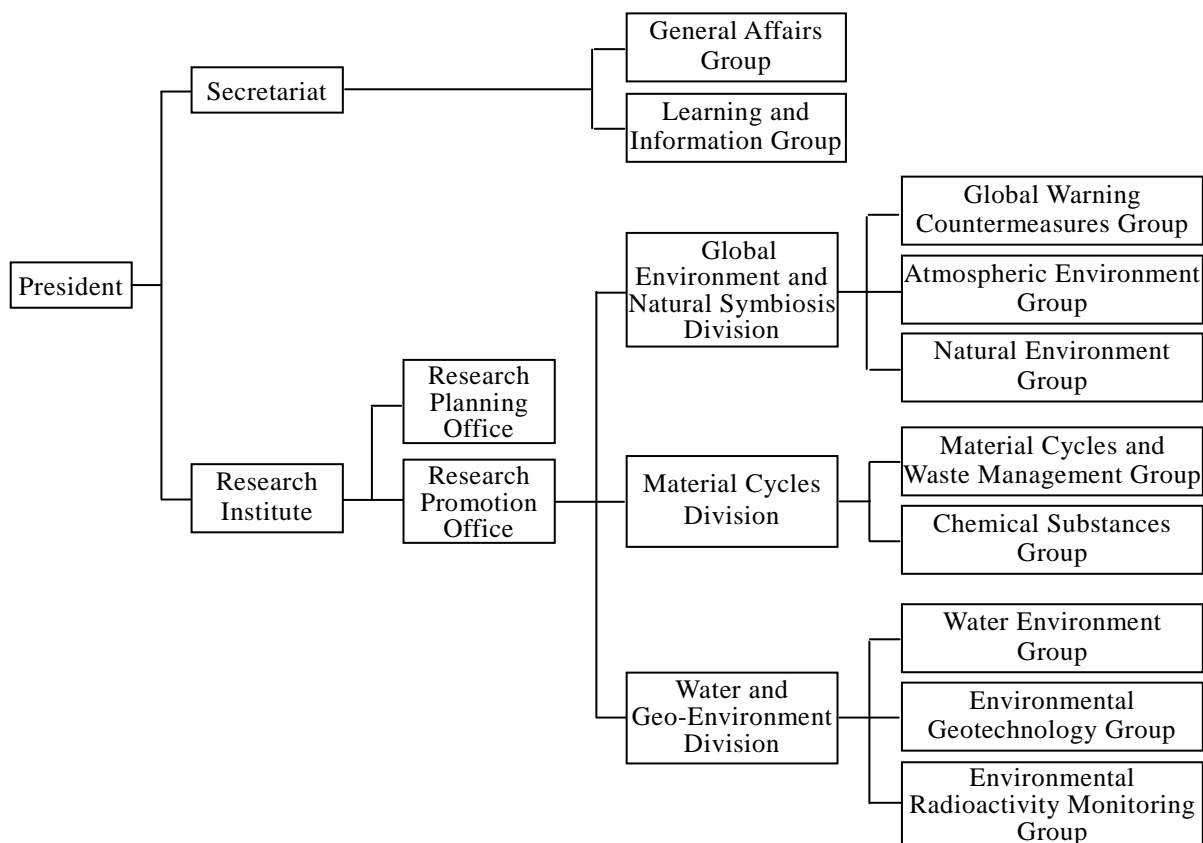 General Affairs
Group
Secretariat
Learning and
Information Group
Global Warning
Countermeasures Group
Global
Environment and
Natural Symbiosis
Division
Atmospheric Environment
Group
President
Natural Environment
Group
Research
Planning
Office
Research
Institute
Research
Promotion
Office
Material Cycles
Division
Material Cycles and
Waste Management Group
Chemical Substances
Group
Water Environment
Group
Water and
Geo-Environment
Division
Environmental
Geotechnology Group
Environmental
Radioactivity Monitoring
Group